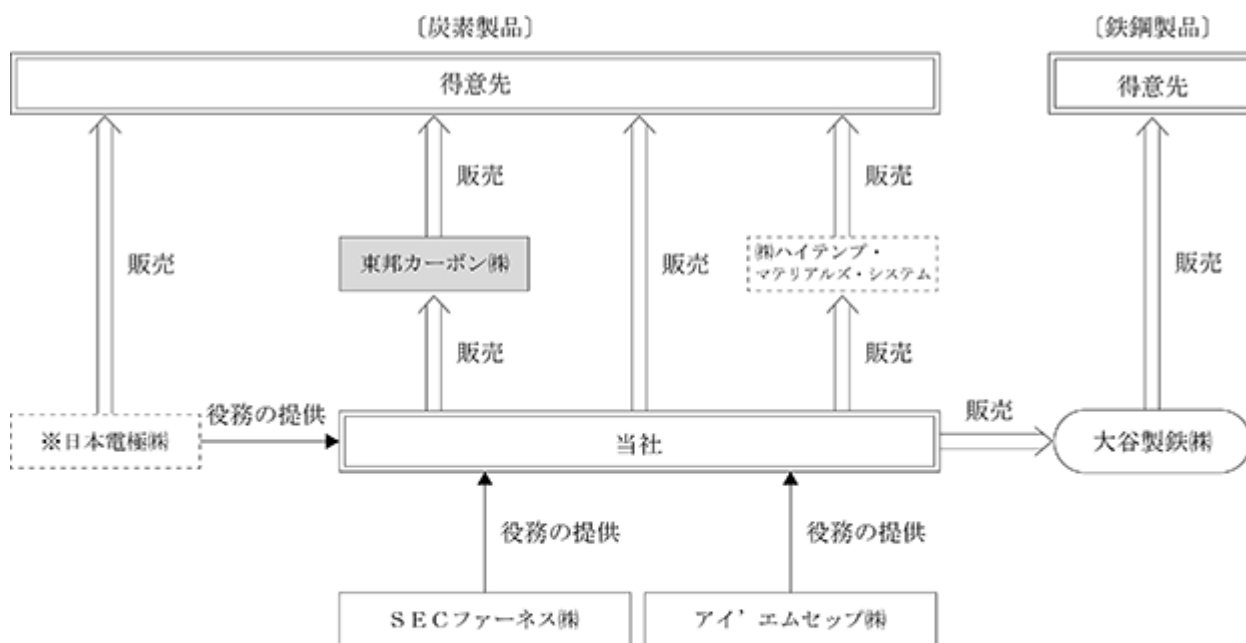 〔炭素製品〕
〔鉄鋼製品〕
得意先
得意先
販売
販売
販売
東邦カーボン㈱
販売
㈱ハイテンプ・
マテリアルズ・システム
販売
販売
販売
役務の提供
販売
※日本電極㈱
当社
大谷製鉄㈱
役務の提供
役務の提供
SECファーネス㈱
アイ’エムセップ㈱